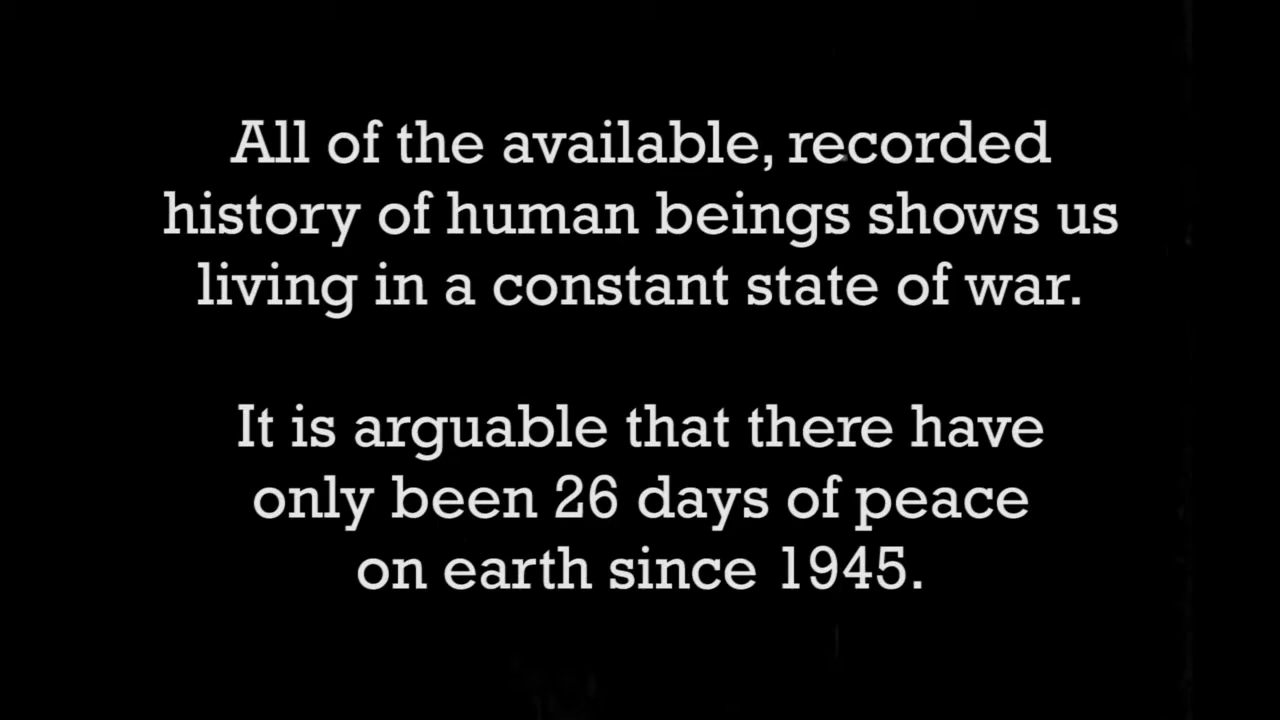 All of the available, recorded
history of human beings shows us
living in a constant state of war.
It is arguable that there have
only been 26 days of peace
on earth since 1945.